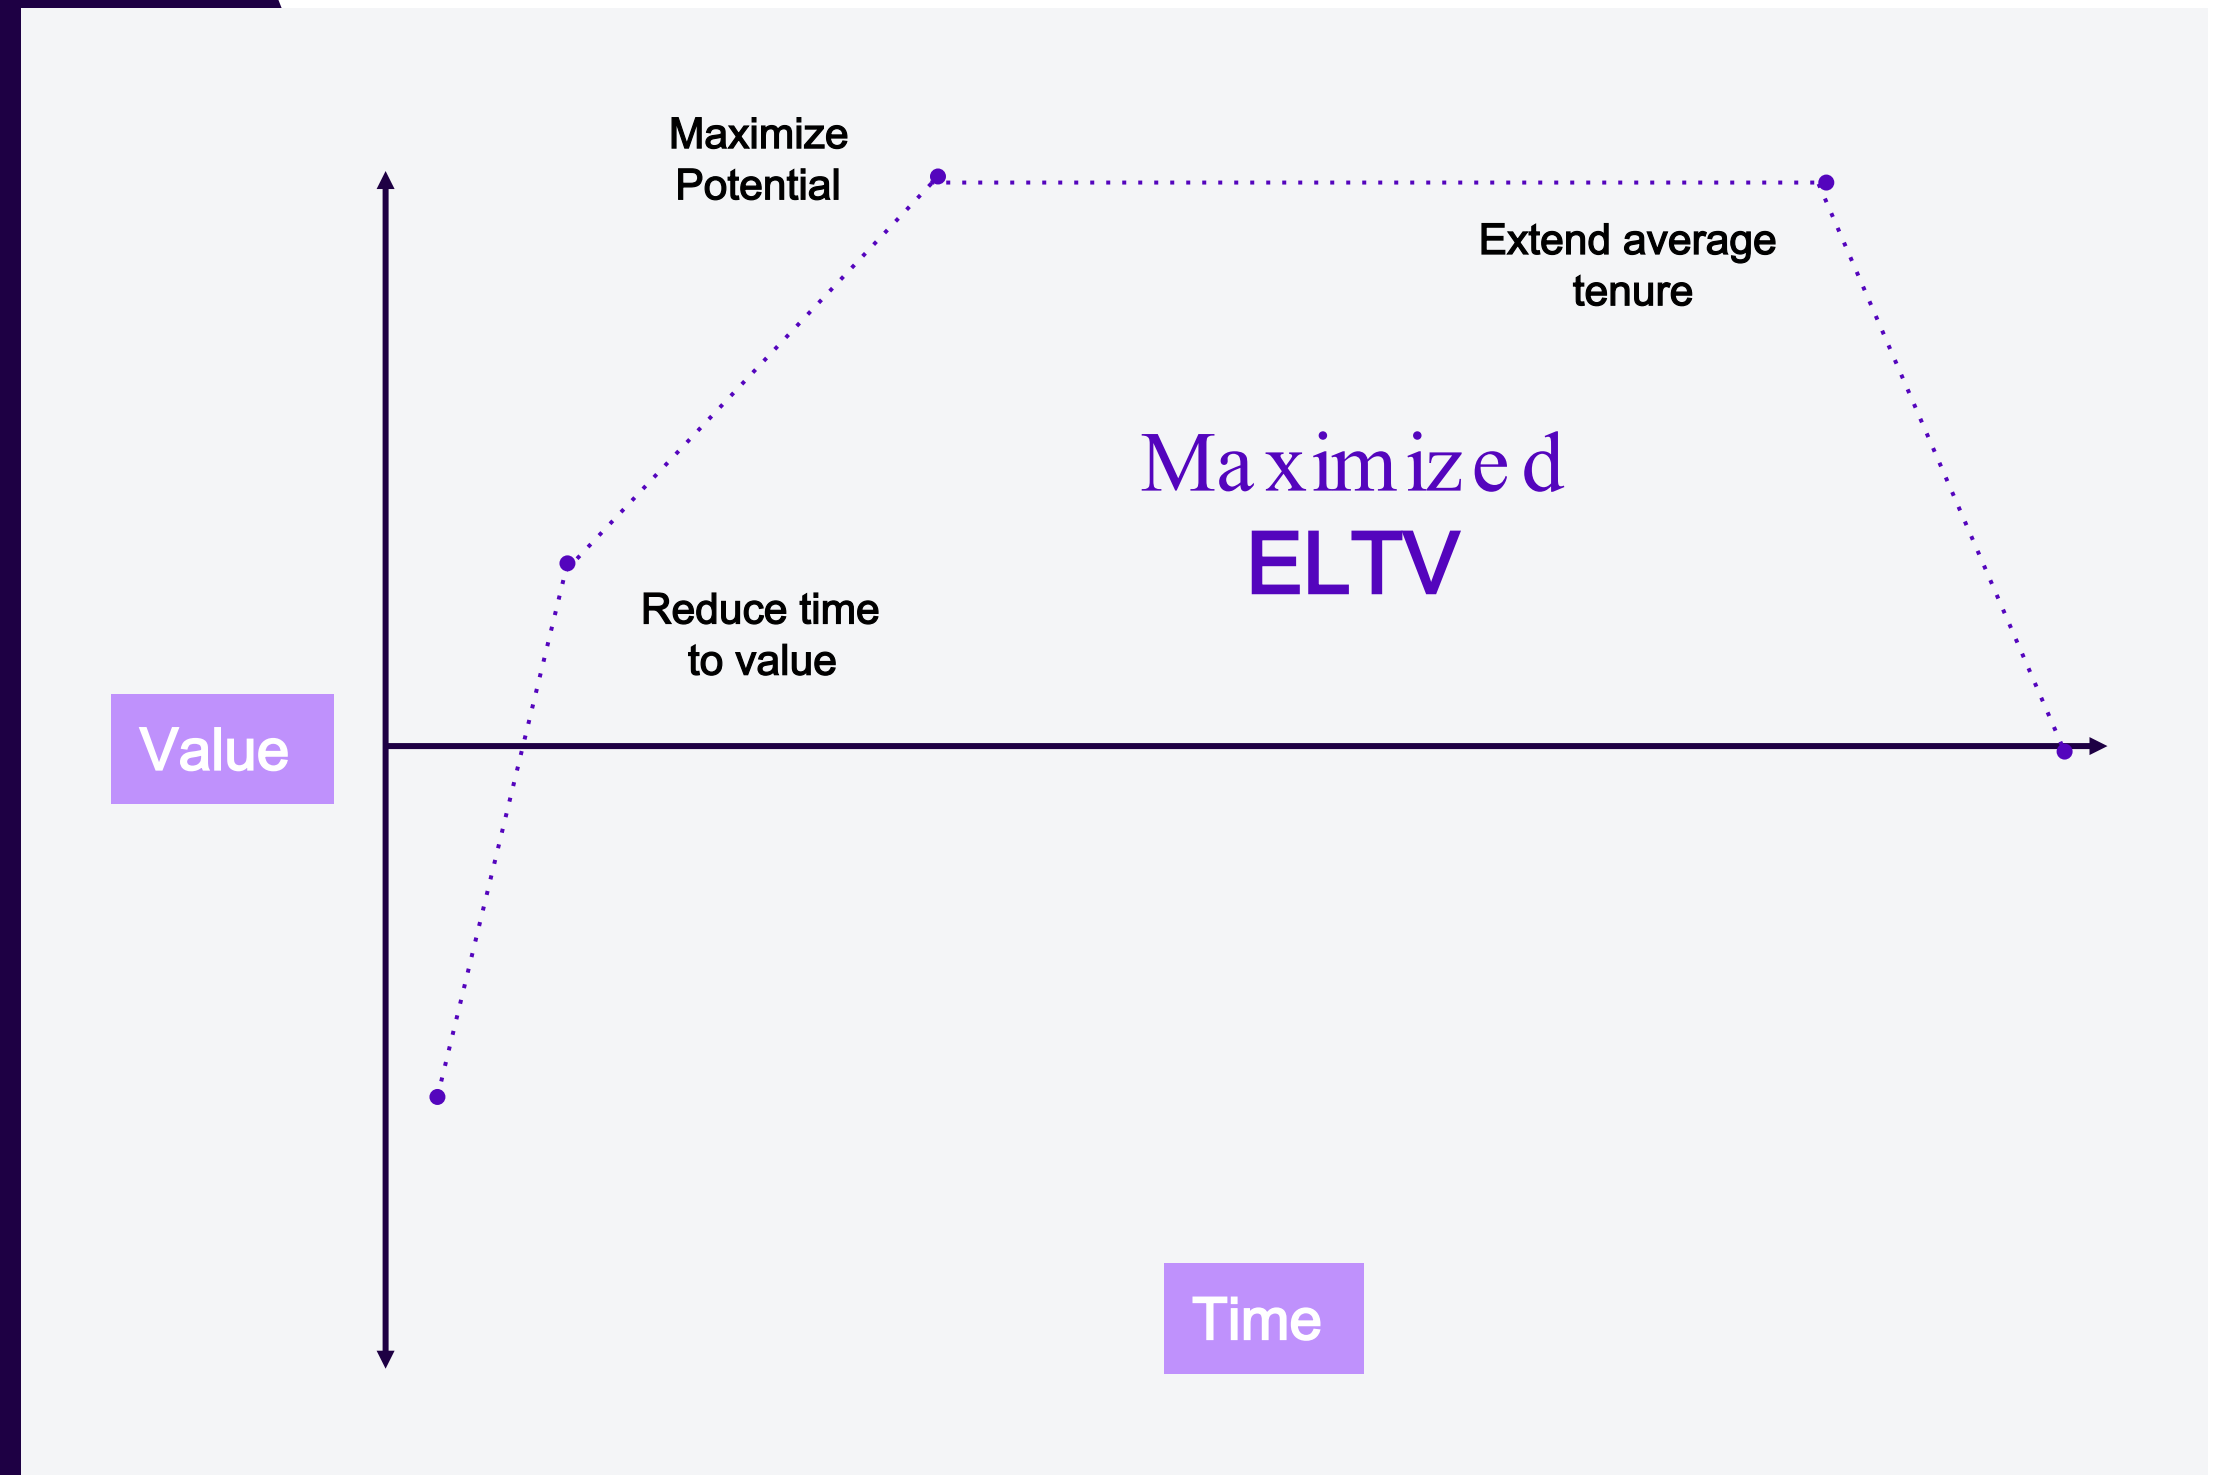 Maximize
Potential
Extend average
tenure
Maximized
ELTV
Reduce time
to value
Value
Time